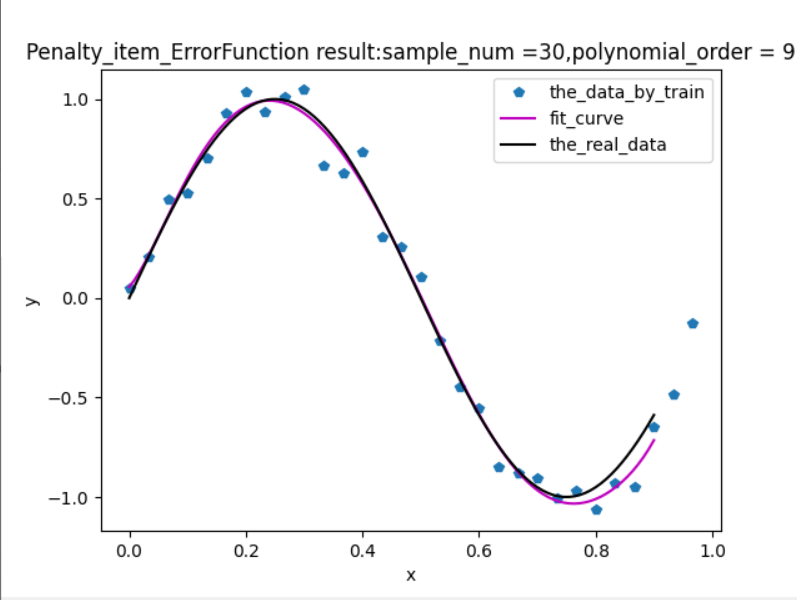 Penalty_item_ErrorFunction result:sample_num =30,polynomial_order = 9
the_data_by_train
fit_curve
the_real_data
1.0
0.5
0.0
−0.5
−1.0
y
0.0 0.2 0.4 0.6 0.8 1.0
x